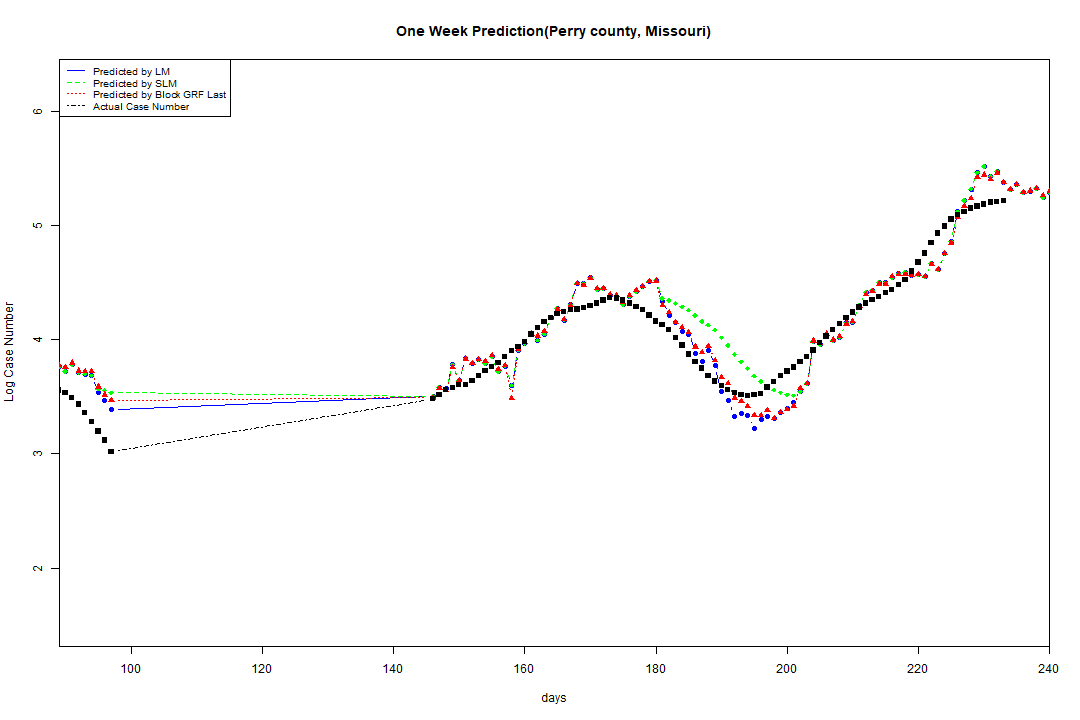 One Week Prediction(Perry county, Missouri)
Predicted by LM
Predicted by SLM
Predicted by Block GRF Last
Actual Case Number
6
5
4
3
2
Log Case Number
100 120 140 160 180 200 220 240
days